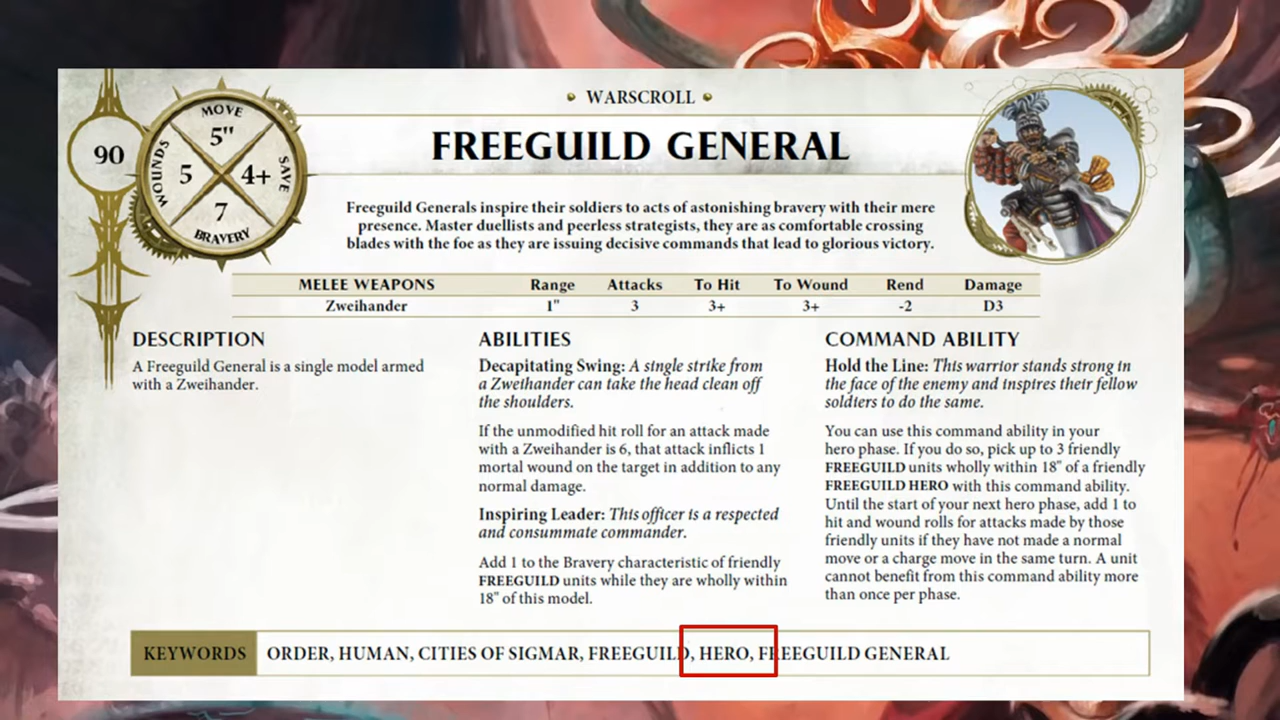 WARSCROLL
FREEGUILD GENERAL
90
MOVE
5"
WOUNDS
5
4+
SAVE
7
BRAVERY
Freeguild Generals inspire their soldiers to acts of astonishing bravery with their mere
presence. Master duellists and peerless strategists, they are as comfortable crossing
blades with the foe as they are issuing decisive commands that lead to glorious victory.
MELEE WEAPONS Range Attacks To Hit To Wound Rend Damage
Zweihander 1" 3 3+ 3+ -2 D3
DESCRIPTION
A Freeguild General is a single model armed
with a Zweihander.
ABILITIES
Decapitating Swing: A single strike from
a Zweihander can take the head clean off
the shoulders.
If the unmodified hit roll for an attack made
with a Zweihander is 6, that attack inflicts 1
mortal wound on the target in addition to any
normal damage.
Inspiring Leader: This officer is a respected
and consummate commander.
Add 1 to the Bravery characteristic of friendly
FREEGUILD units while they are wholly within
18" of this model.
COMMAND ABILITY
Hold the Line: This warrior stands strong in
the face of the enemy and inspires their fellow
soldiers to do the same.
You can use this command ability in your
hero phase. If you do so, pick up to 3 friendly
FREEGUILD units wholly within 18" of a friendly
FREEGUILD HERO with this command ability.
Until the start of your next hero phase, add 1 to
hit and wound rolls for attacks made by those
friendly units if they have not made a normal
move or a charge move in the same turn. A unit
cannot benefit from this command ability more
than once per phase.
KEYWORDS ORDER, HUMAN, CITIES OF SIGMAR, FREEGUILD, HERO, FREEGUILD GENERAL